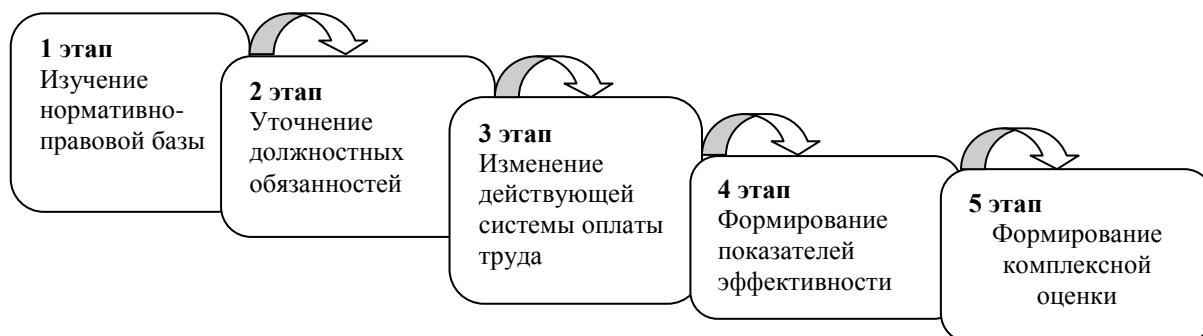 1 этап
Изучение
нормативно-
правовой базы
2 этап
Уточнение
должностных
обязанностей
3 этап
Изменение
действующей
системы оплаты
труда
4 этап
Формирование
показателей
эффективности
5 этап
Формирование
комплексной
оценки